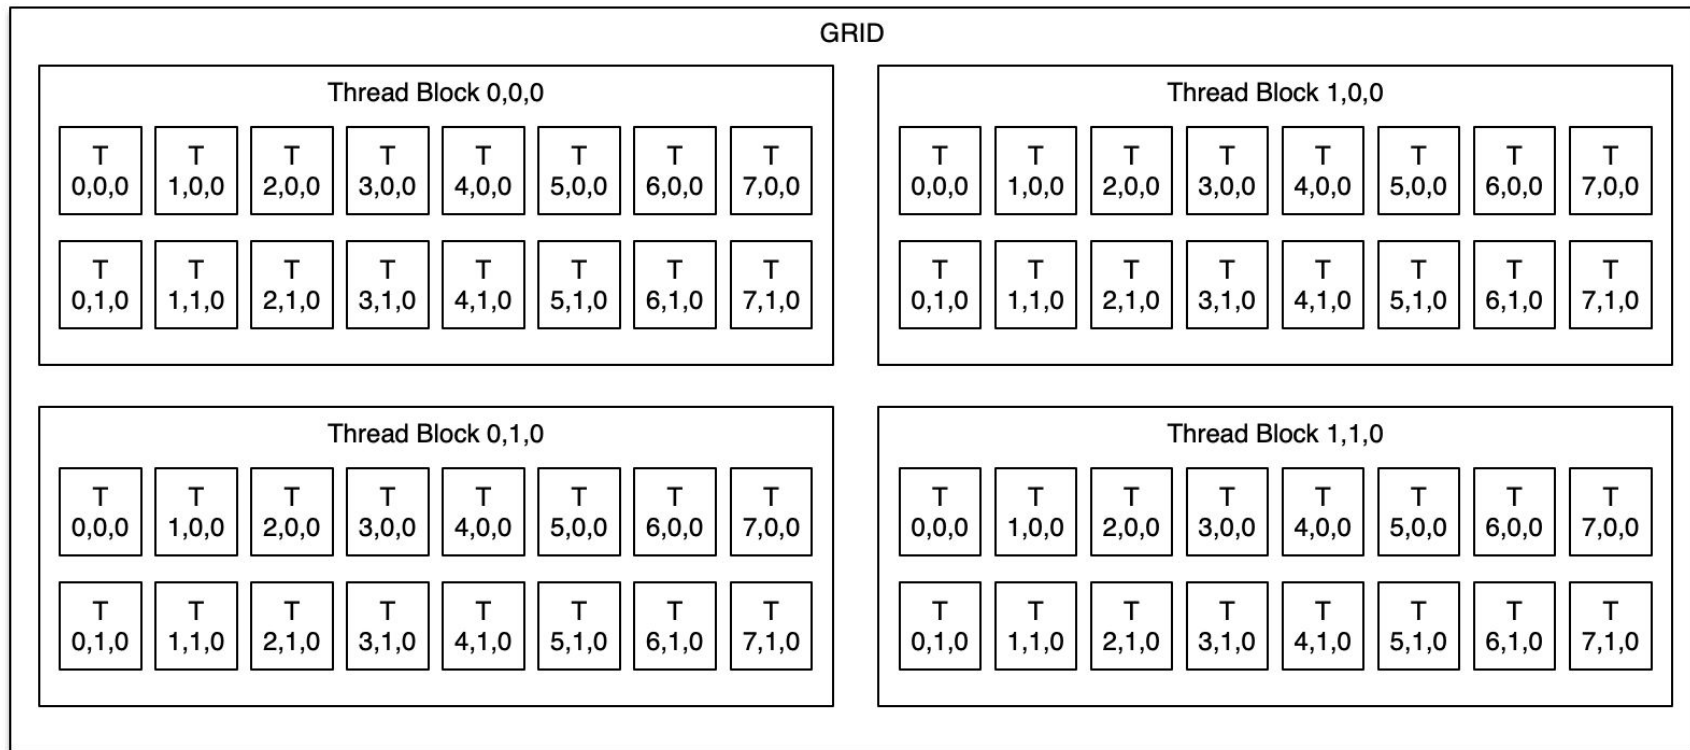 GRID
Thread Block 0,0,0
T T T T T T T T
0,0,0 1,0,0 2,0,0 3,0,0 4,0,0 5,0,0 6,0,0 7,0,0
T T T T T T T T
0,1,0 1,1,0 2,1,0 3,1,0 4,1,0 5,1,0 6,1,0 7,1,0
Thread Block 1,0,0
T T T T T T T T
0,0,0 1,0,0 2,0,0 3,0,0 4,0,0 5,0,0 6,0,0 7,0,0
T T T T T T T T
0,1,0 1,1,0 2,1,0 3,1,0 4,1,0 5,1,0 6,1,0 7,1,0
Thread Block 0,1,0
T T T T T T T T
0,0,0 1,0,0 2,0,0 3,0,0 4,0,0 5,0,0 6,0,0 7,0,0
T T T T T T T T
0,1,0 1,1,0 2,1,0 3,1,0 4,1,0 5,1,0 6,1,0 7,1,0
Thread Block 1,1,0
T T T T T T T T
0,0,0 1,0,0 2,0,0 3,0,0 4,0,0 5,0,0 6,0,0 7,0,0
T T T T T T T T
0,1,0 1,1,0 2,1,0 3,1,0 4,1,0 5,1,0 6,1,0 7,1,0